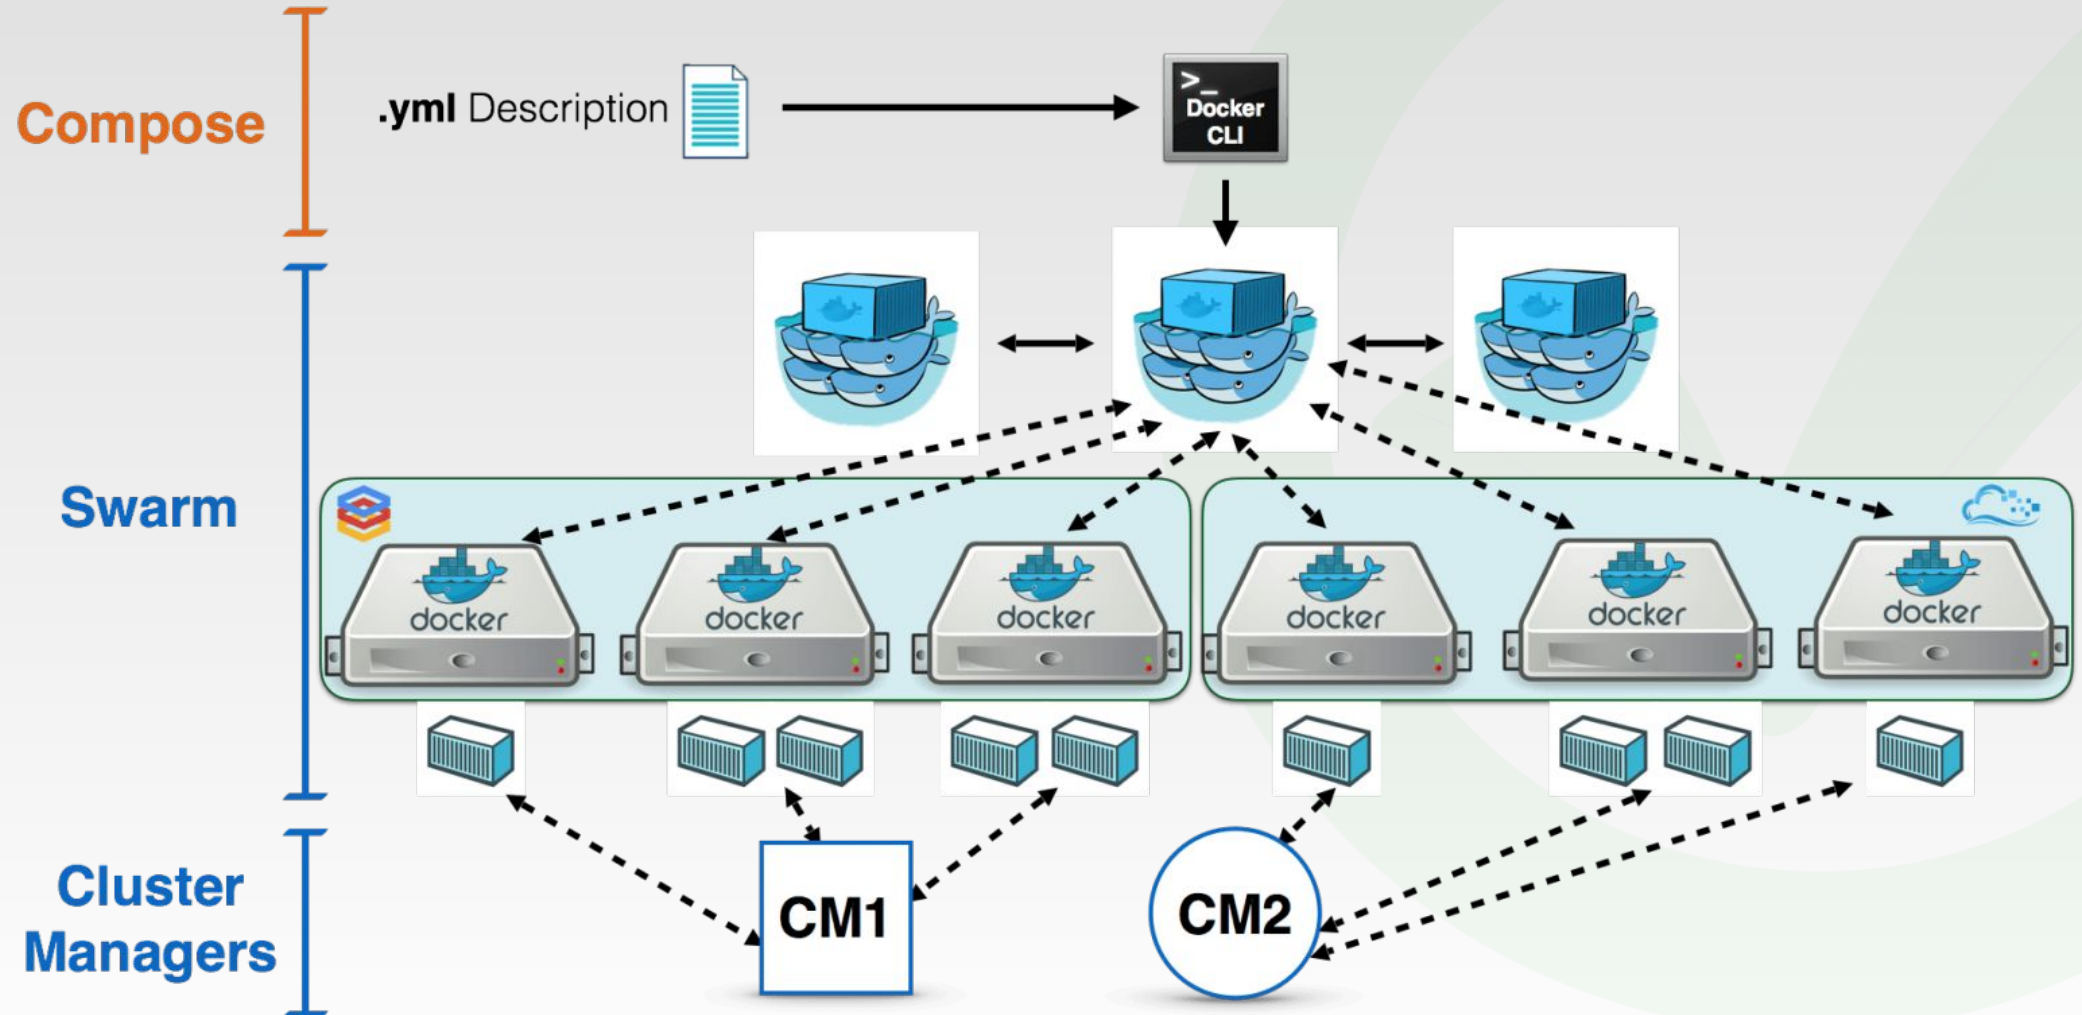 Compose
.yml Description
>_
Docker
CLI
Swarm
docker
docker
docker
docker
docker
docker
Cluster
Managers
CM1
CM2